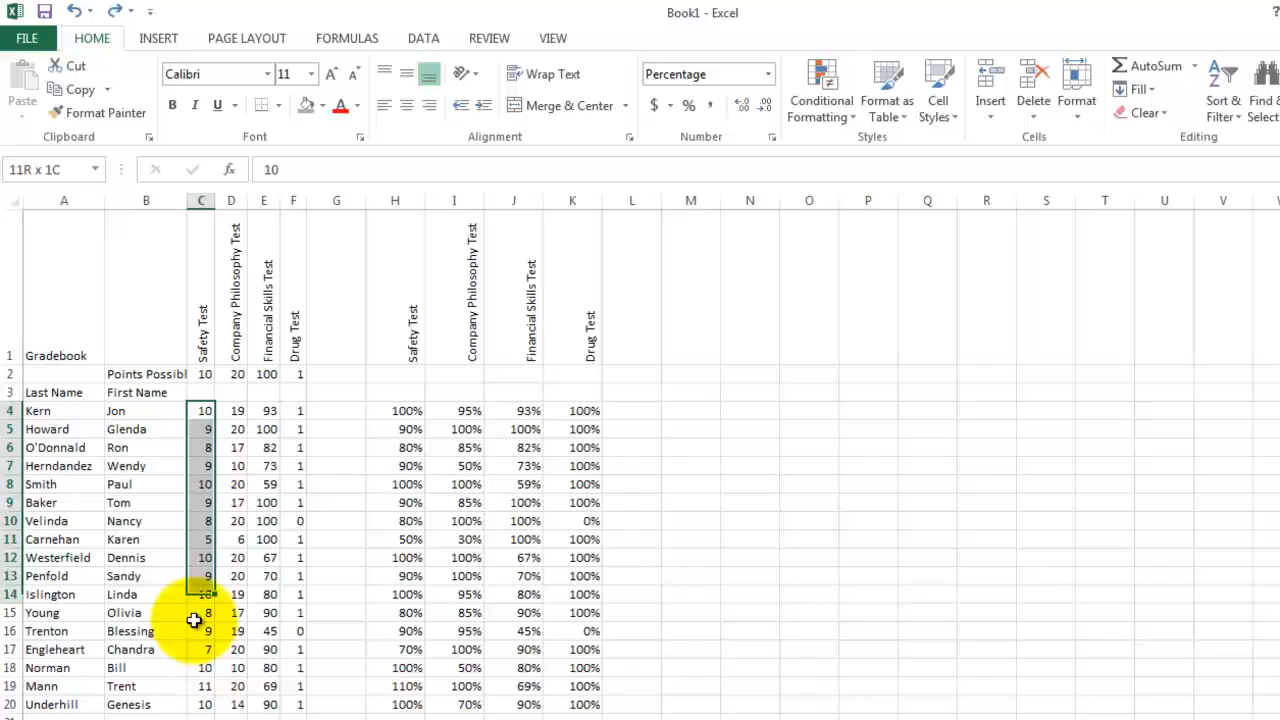 Book1 - Excel
?
FILE HOME INSERT PAGE LAYOUT FORMULAS DATA REVIEW VIEW
Cut
Copy
Format Painter
Paste
Clipboard
Calibri 11
B I U
Font
Wrap Text
Merge & Center
Alignment
Percentage
$ % ,
Number
Conditional Formatting
Format as Table
Cell Styles
Styles
Insert Delete Format
Cells
AutoSum
Fill
Clear
Sort & Filter
Find & Selec
Editing
11R x 1C fx 10
A B C D E F G H I J K L M N O P Q R S T U V
1 Gradebook Safety Test Company Philosophy Test Financial Skills Test Drug Test Safety Test Company Philosophy Test Financial Skills Test Drug Test
2 Points Possibl 10 20 100 1
3 Last Name First Name
4 Kern Jon 10 19 93 1 100% 95% 93% 100%
5 Howard Glenda 9 20 100 1 90% 100% 100% 100%
6 O'Donnald Ron 8 17 82 1 80% 85% 82% 100%
7 Herndandez Wendy 9 10 73 1 90% 50% 73% 100%
8 Smith Paul 10 20 59 1 100% 100% 59% 100%
9 Baker Tom 9 17 100 1 90% 85% 100% 100%
10 Velinda Nancy 8 20 100 0 80% 100% 100% 0%
11 Carnehan Karen 5 6 100 1 50% 30% 100% 100%
12 Westerfield Dennis 10 20 67 1 100% 100% 67% 100%
13 Penfold Sandy 9 20 70 1 90% 100% 70% 100%
14 Islington Linda 10 19 80 1 100% 95% 80% 100%
15 Young Olivia 8 17 90 1 80% 85% 90% 100%
16 Trenton Blessing 9 19 45 0 90% 95% 45% 0%
17 Engleheart Chandra 7 20 90 1 70% 100% 90% 100%
18 Norman Bill 10 10 80 1 100% 50% 80% 100%
19 Mann Trent 11 20 69 1 110% 100% 69% 100%
20 Underhill Genesis 10 14 90 1 100% 70% 90% 100%